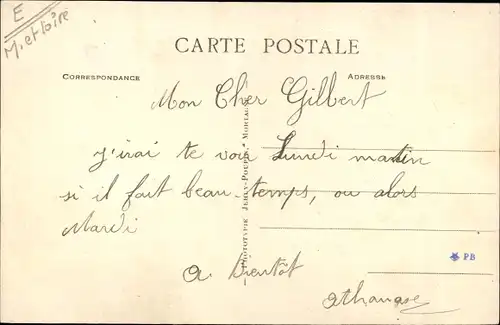 E
M. et Loire
CARTE POSTALE
CORRESPONDANCE
ADRESSE
Mon Cher Gilbert
J'irai te voir Lundi matin
si il fait beau-temps, ou alors
Mardi
a Bientôt
Athanase
PB
PHOTOTYPIE